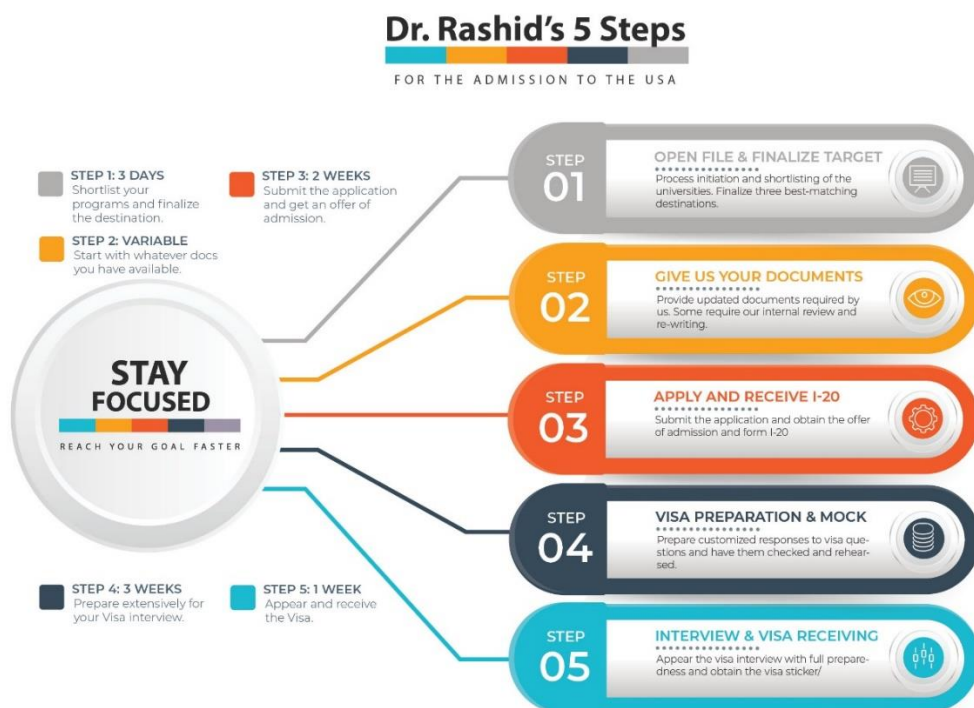 Dr. Rashid's 5 Steps
FOR THE ADMISSION TO THE USA
STEP 1: 3 DAYS
Shortlist your
programs and finalize
the destination.
STEP 2: VARIABLE
Start with whatever docs
you have available.
STEP 3: 2 WEEKS
Submit the application
and get an offer of
admission.
STAY
FOCUSED
REACH YOUR GOAL FASTER
STEP 4: 3 WEEKS
Prepare extensively for
your Visa interview.
STEP 5: 1 WEEK
Appear and receive
the Visa.
STEP
01
OPEN FILE & FINALIZE TARGET
Process initiation and shortlisting of the
universities. Finalize three best-matching
destinations.
STEP
02
GIVE US YOUR DOCUMENTS
Provide updated documents required by
us. Some require our internal review and
re-writing.
STEP
03
APPLY AND RECEIVE I-20
Submit the application and obtain the offer
of admission and form I-20
STEP
04
VISA PREPARATION & MOCK
Prepare customized responses to visa ques-
tions and have them checked and rehear-
sed.
STEP
05
INTERVIEW & VISA RECEIVING
Appear the visa interview with full prepare-
dness and obtain the visa sticker/